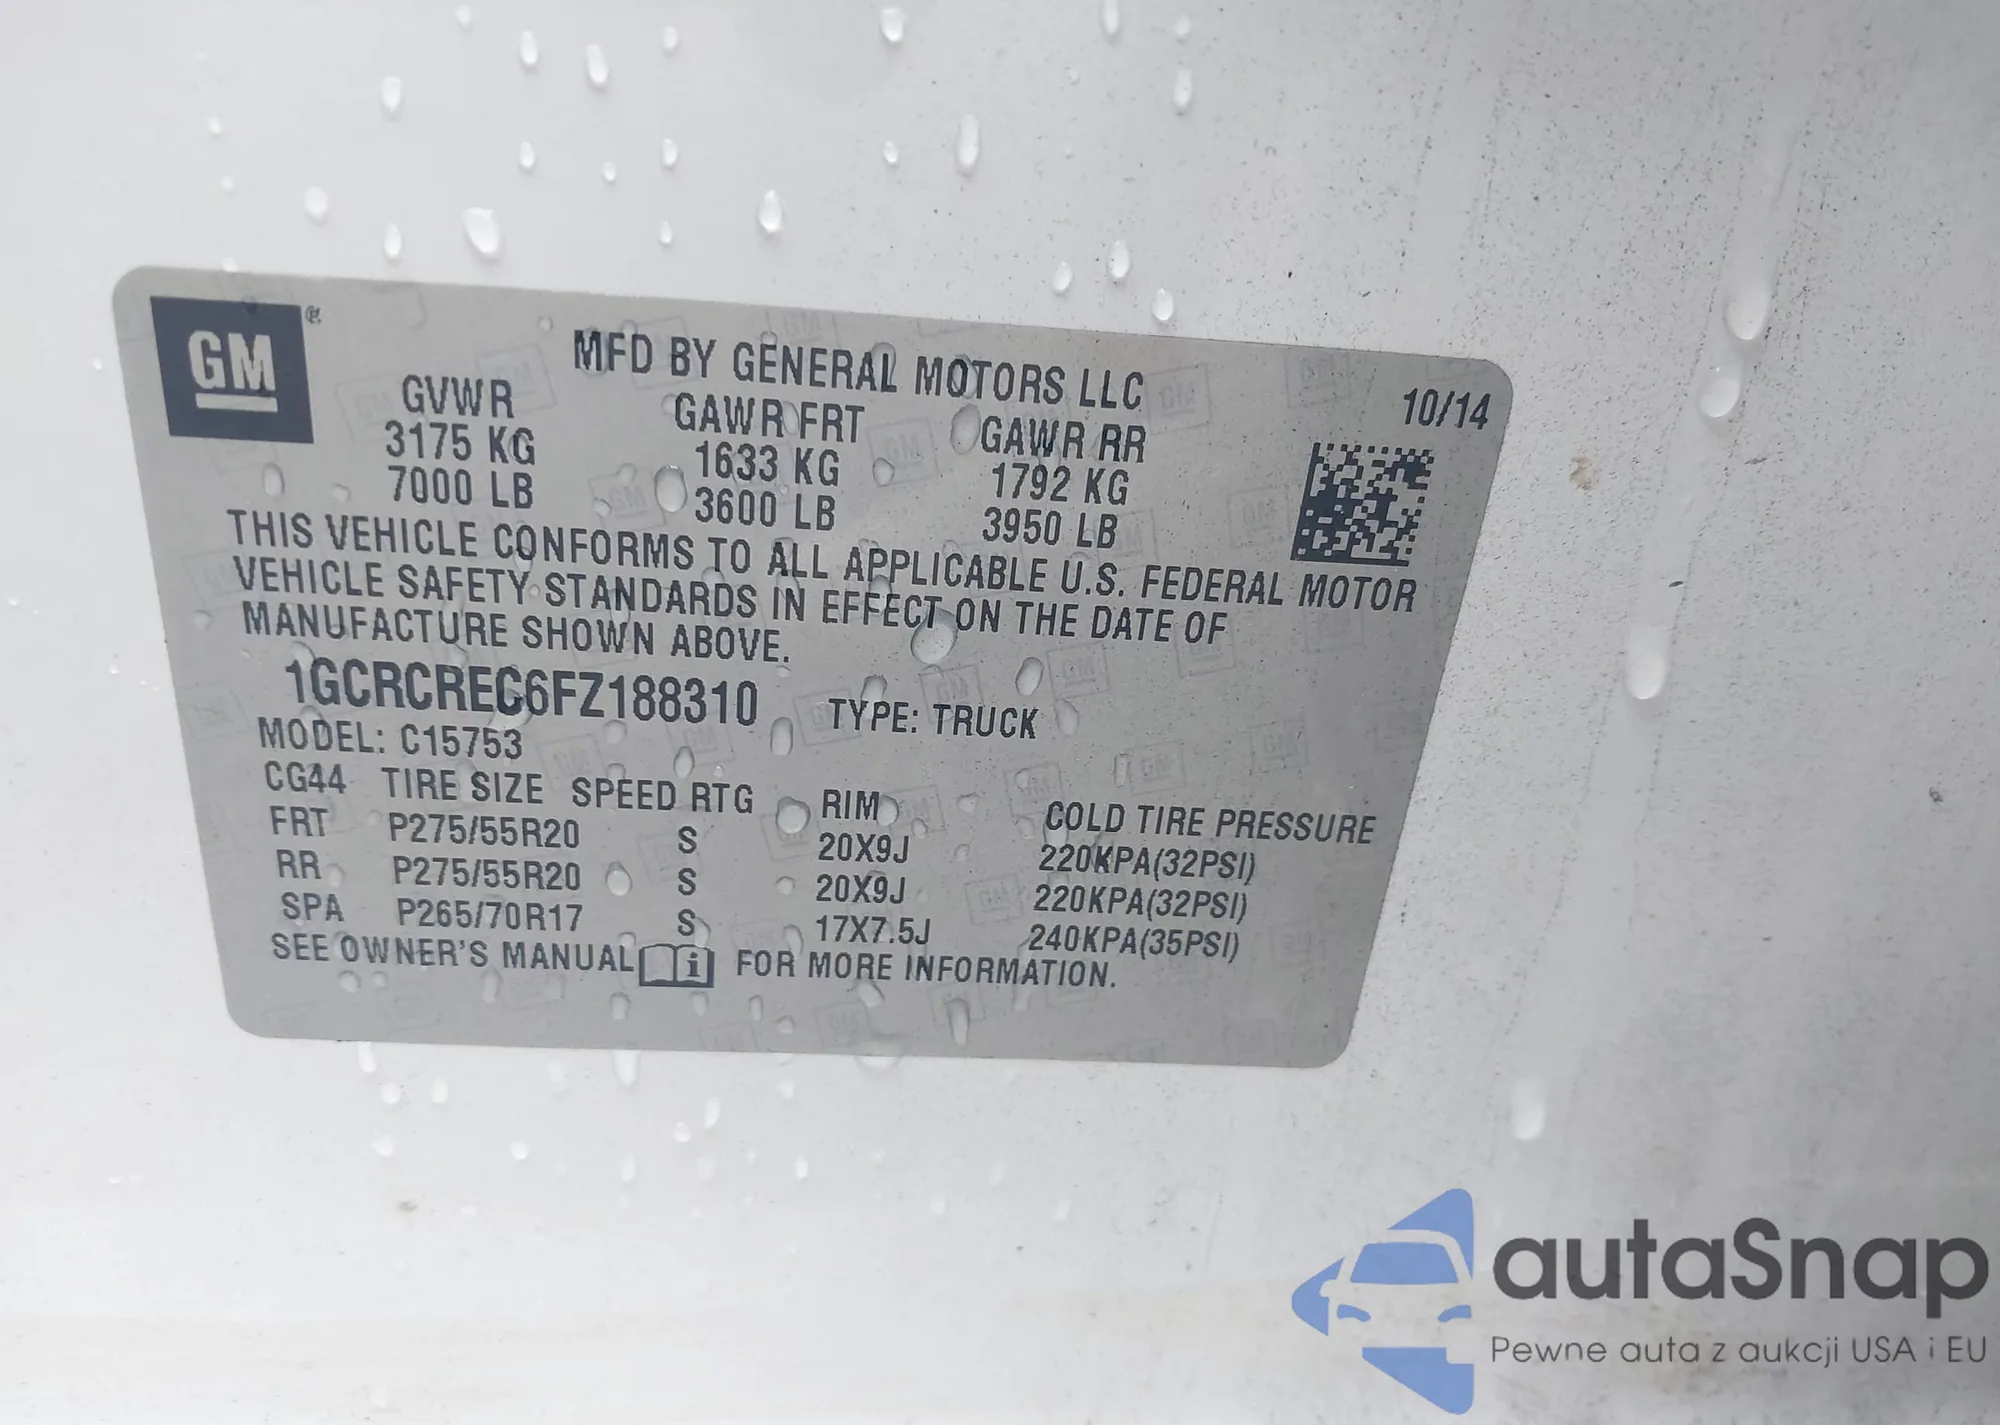 GM ®
MFD BY GENERAL MOTORS LLC
10/14
GVWR GAWR FRT GAWR RR
3175 KG 1633 KG 1792 KG
7000 LB 3600 LB 3950 LB
THIS VEHICLE CONFORMS TO ALL APPLICABLE U.S. FEDERAL MOTOR
VEHICLE SAFETY STANDARDS IN EFFECT ON THE DATE OF
MANUFACTURE SHOWN ABOVE.
1GCRCREC6FZ188310 TYPE: TRUCK
MODEL: C15753
CG44 TIRE SIZE SPEED RTG RIM COLD TIRE PRESSURE
FRT P275/55R20 S 20X9J 220KPA(32PSI)
RR P275/55R20 S 20X9J 220KPA(32PSI)
SPA P265/70R17 S 17X7.5J 240KPA(35PSI)
SEE OWNER'S MANUAL i FOR MORE INFORMATION.
autaSnap
Pewne auta z aukcji USA i EU